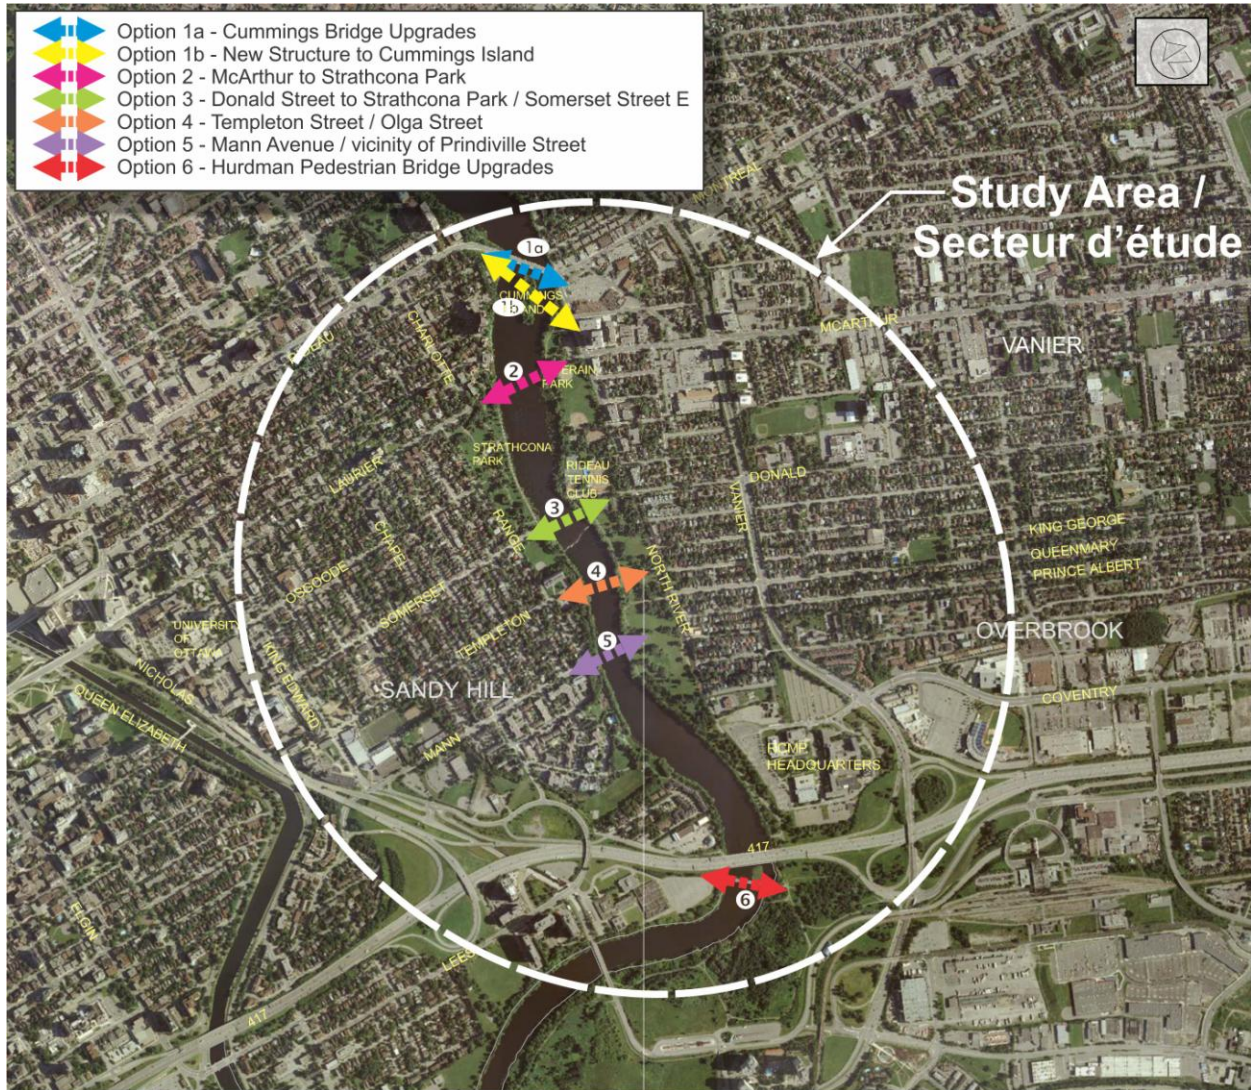 Option 1a - Cummings Bridge Upgrades
Option 1b - New Structure to Cummings Island
Option 2 - McArthur to Strathcona Park
Option 3 - Donald Street to Strathcona Park / Somerset Street E
Option 4 - Templeton Street / Olga Street
Option 5 - Mann Avenue / vicinity of Prindiville Street
Option 6 - Hurdman Pedestrian Bridge Upgrades
Study Area /
Secteur d'étude
1a
1b
MCARTHUR
VANIER
CHARLOTTE
2
PARK
STRATHCONA
PARK
LAURIER
RIDEAU
TENNIS
CLUB
DONALD
VANIER
3
RANGE
CHAPEL
KING GEORGE
QUEENMARY
PRINCE ALBERT
OSGOODE
SOMERSET
4
NORTH RIVER
TEMPLETON
UNIVERSITY
OF
OTTAWA
5
OVERBROOK
NICHOLAS
KING EDWARD
SANDY HILL
QUEEN ELIZABETH
COVENTRY
MANN
RCMP
HEADQUARTERS
417
6
ELGIN
LEES
417